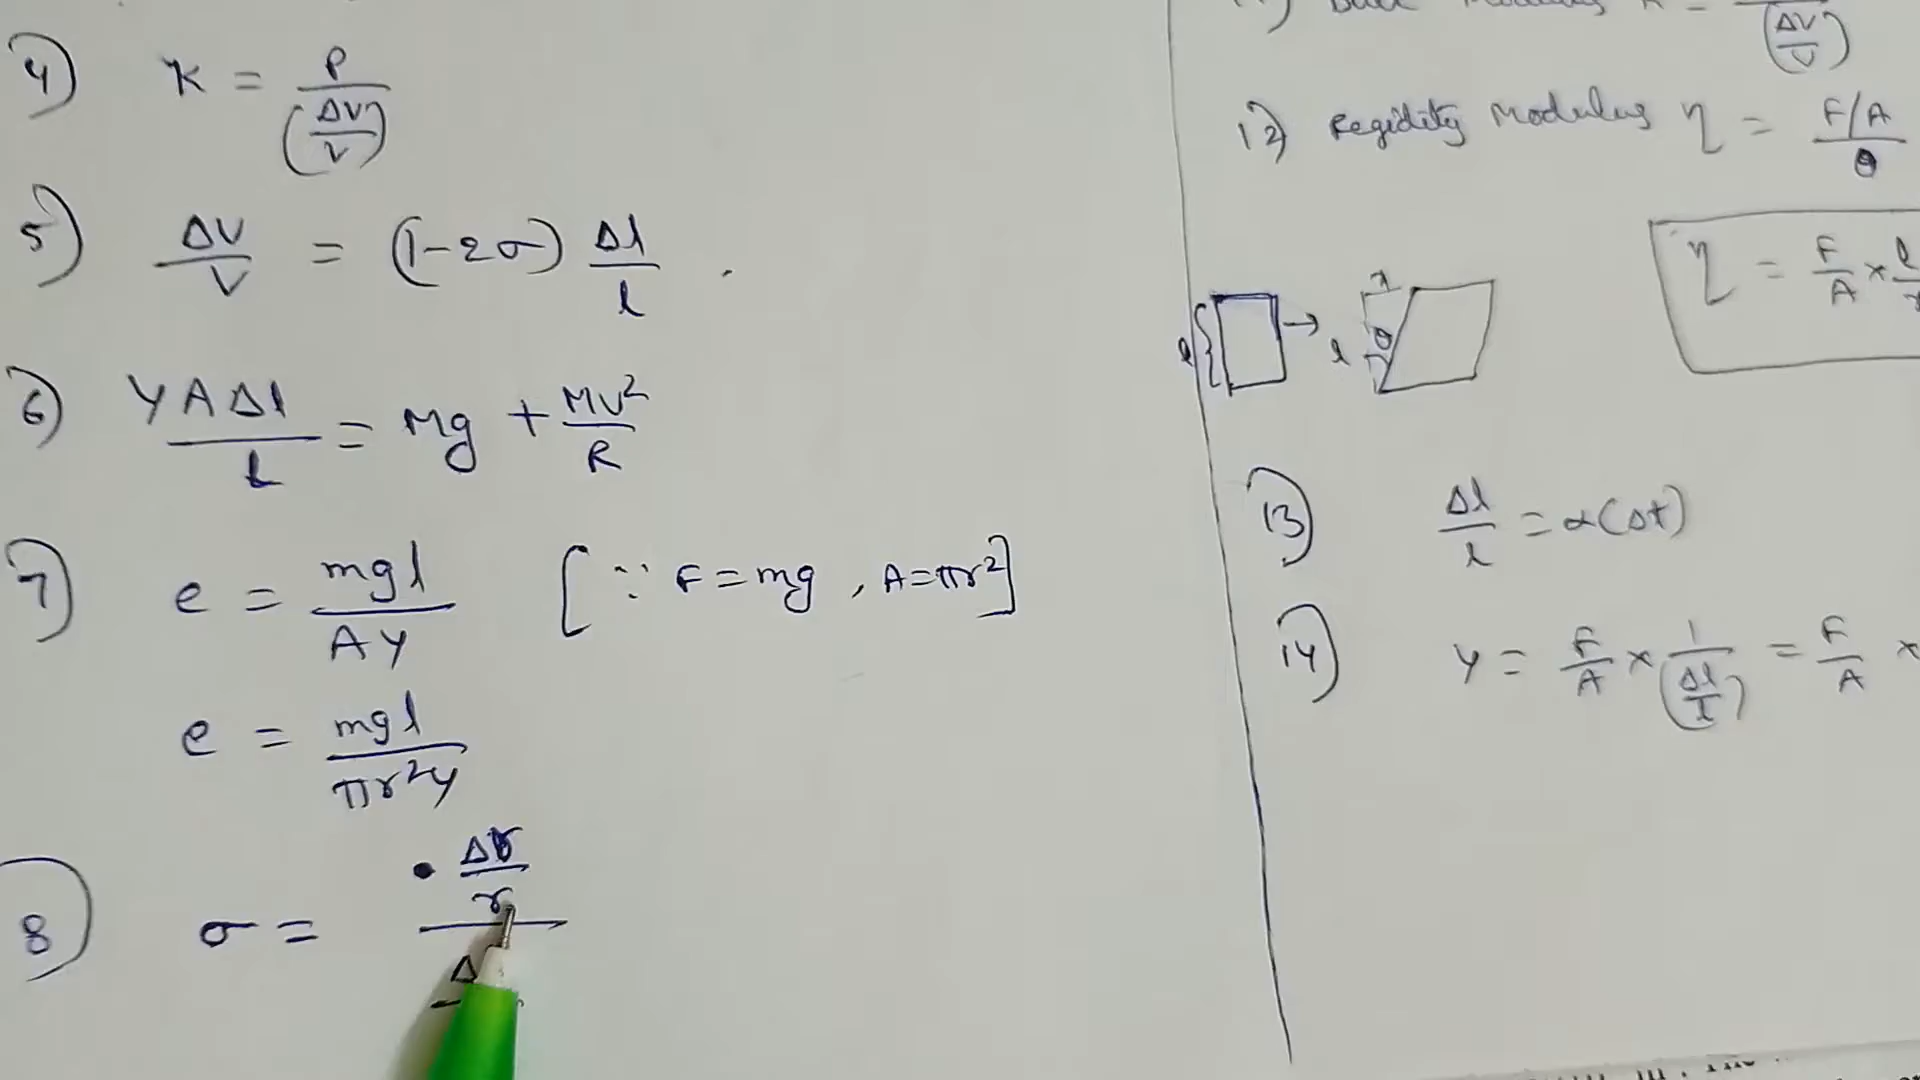 4) K = P / (ΔV/V)
5) ΔV/V = (1-2σ) Δl/l .
6) YAΔl/L = Mg + Mv²/R
7) e = mgl/AY [∵ F=mg , A=πr²]
e = mgl/πr²Y
8) σ = Δr/r
(ΔV/V)
12) Regidity Modulus η = F/A / θ
η = F/A × l/x
l x θ l
13) Δl/l = α(Δt)
14) Y = F/A × 1/(Δl/l) = F/A ×